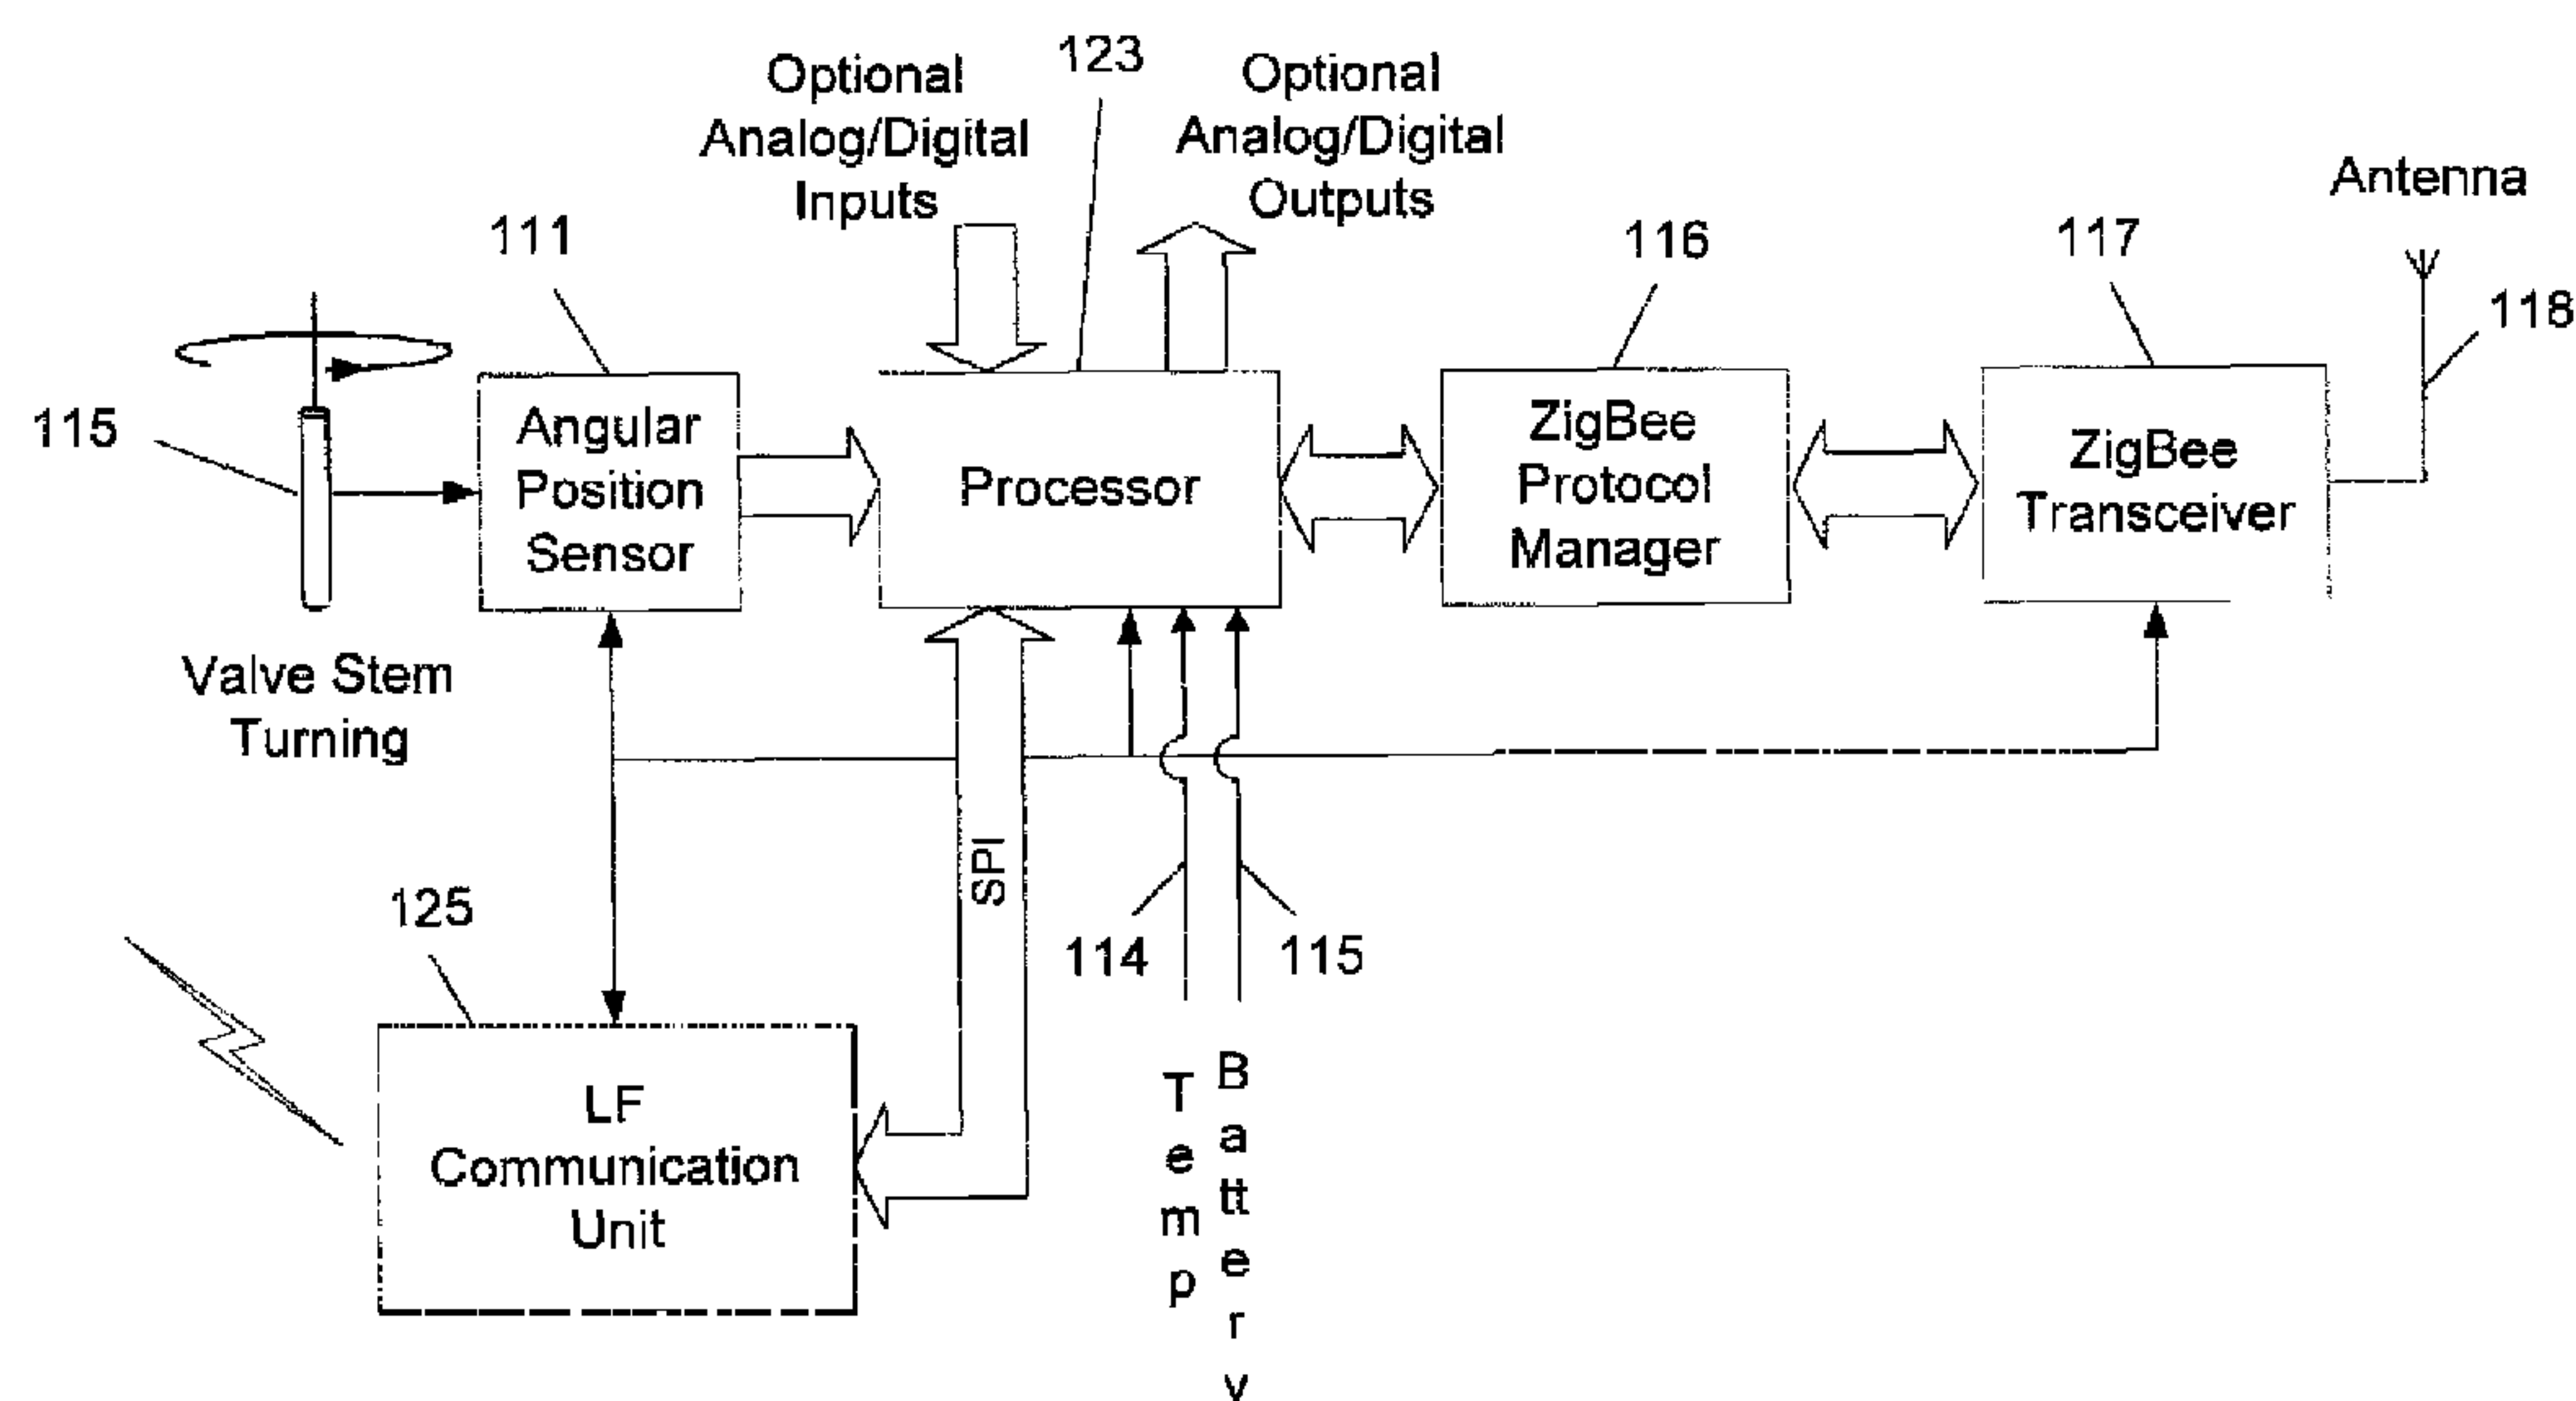 Optional
Analog/Digital
Inputs
123
Optional
Analog/Digital
Outputs
Antenna
111
116
117
118
115
Angular
Position
Sensor
Processor
ZigBee
Protocol
Manager
ZigBee
Transceiver
Valve Stem
Turning
SPI
125
114
115
LF
Communication
Unit
Temp
Battery